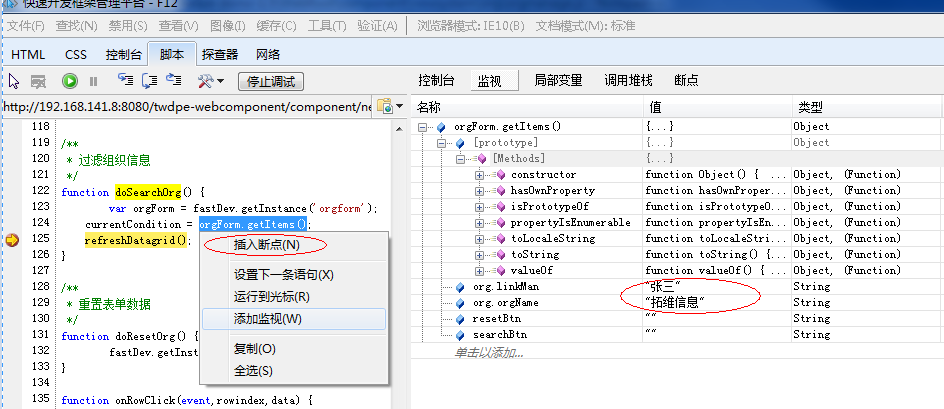 快速开发框架管理平台 - F12
文件(F) 查找(N) 禁用(S) 查看(V) 图像(I) 缓存(C) 工具(T) 验证(A) 浏览器模式: IE10(B) 文档模式(M): 标准
HTML CSS 控制台 脚本 探查器 网络
停止调试
控制台 监视 局部变量 调用堆栈 断点
http://192.168.141.8:8080/twdpe-webcomponent/component/ne
118
119 /**
120 * 过滤组织信息
121 */
122 function doSearchOrg() {
123 var orgForm = fastDev.getInstance('orgform');
124 currentCondition = orgForm.getItems();
125 refreshDatagrid();
126 }
127
128 /**
129 * 重置表单数据
130 */
131 function doResetOrg() {
132 fastDev.getInst
133 }
134
135 function onRowClick(event, rowindex, data) {
插入断点(N)
设置下一条语句(X)
运行到光标(R)
添加监视(W)
复制(O)
全选(S)
名称 值 类型
orgForm.getItems() {...} Object
[prototype] {...} Object
[Methods] {...}
constructor function Object() { ... Object, (Function)
hasOwnProperty function hasOwnProper... Object, (Function)
isPrototypeOf function isPrototypeO... Object, (Function)
propertyIsEnumerable function propertyIsEn... Object, (Function)
toLocaleString function toLocaleStri... Object, (Function)
toString function toString() {... Object, (Function)
valueOf function valueOf() { ... Object, (Function)
org.linkMan "张三" String
org.orgName "拓维信息" String
resetBtn "" String
searchBtn "" String
单击以添加...